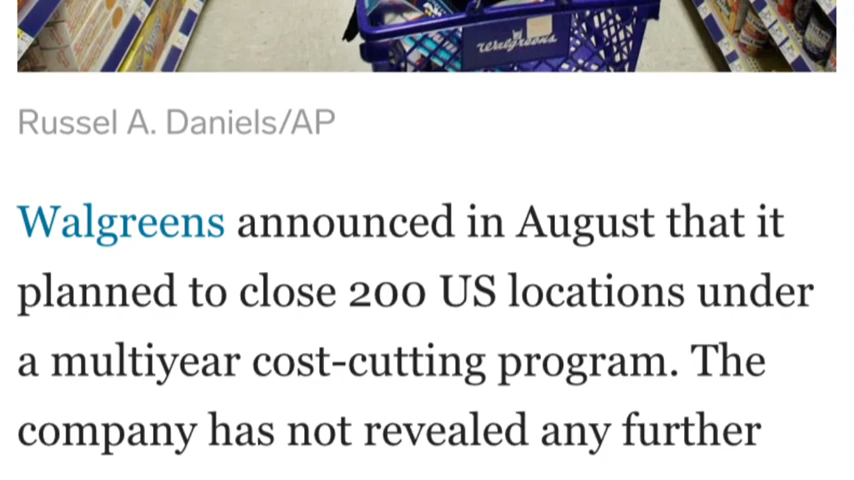 Walgreens
Russel A. Daniels/AP
Walgreens announced in August that it
planned to close 200 US locations under
a multiyear cost-cutting program. The
company has not revealed any further